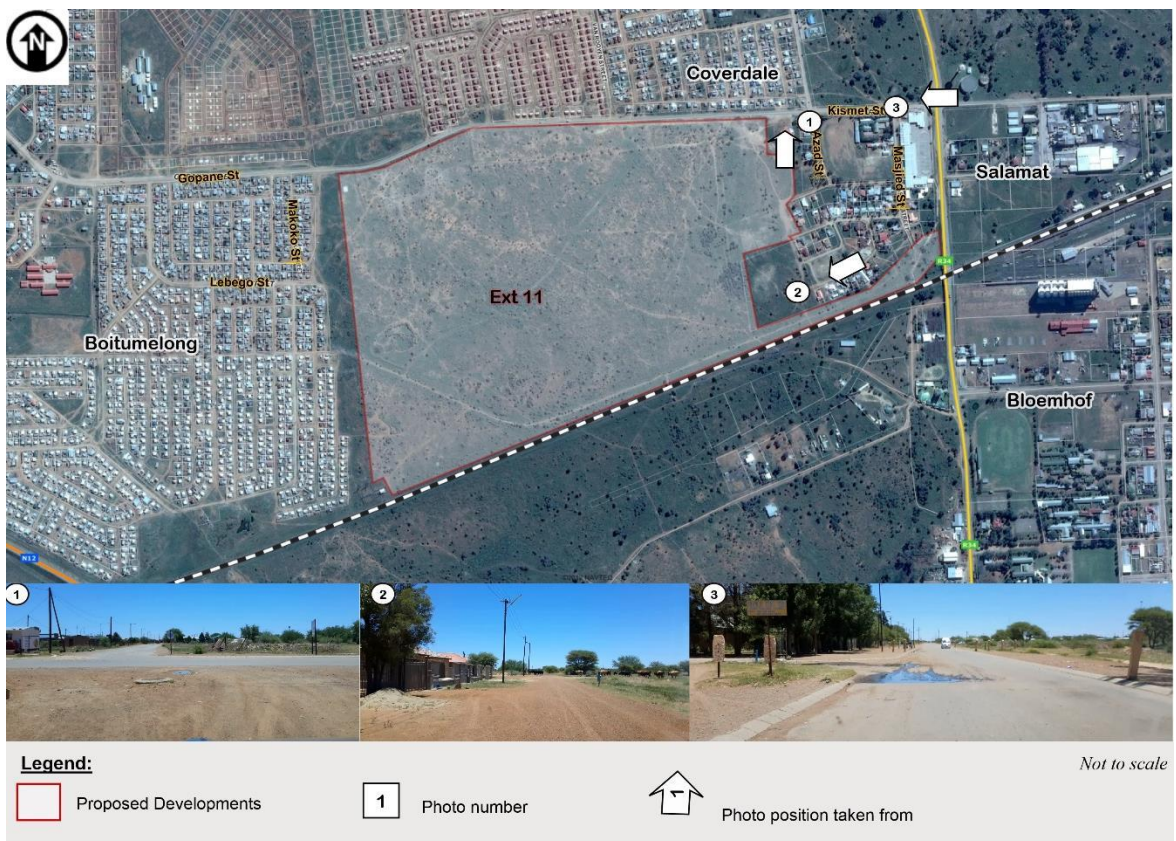 N
Coverdale
Kismet St
3
1
Azad St
Masjied St
Salamat
Gopane St
Makoko St
Lebego St
Ext 11
2
R34
Boitumelong
Bloemhof
R34
N12
1
2
3
Legend:
Not to scale
Proposed Developments
1
Photo number
1
Photo position taken from